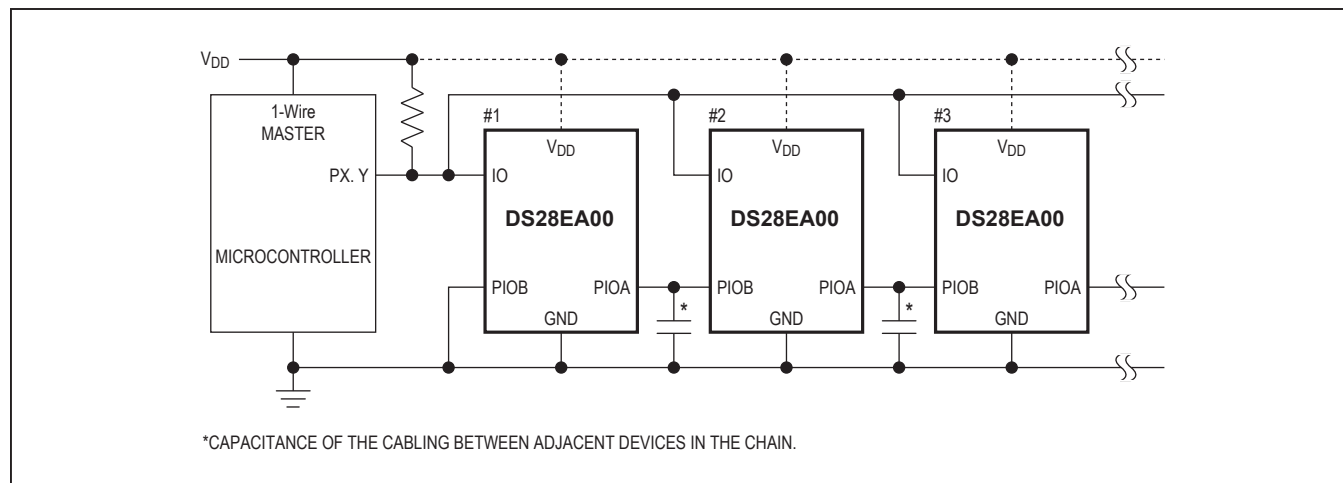 VDD
1-Wire
MASTER
PX. Y
MICROCONTROLLER
#1
VDD
IO
DS28EA00
PIOB
PIOA
GND
*
#2
VDD
IO
DS28EA00
PIOB
PIOA
GND
*
#3
VDD
IO
DS28EA00
PIOB
PIOA
GND
*CAPACITANCE OF THE CABLING BETWEEN ADJACENT DEVICES IN THE CHAIN.